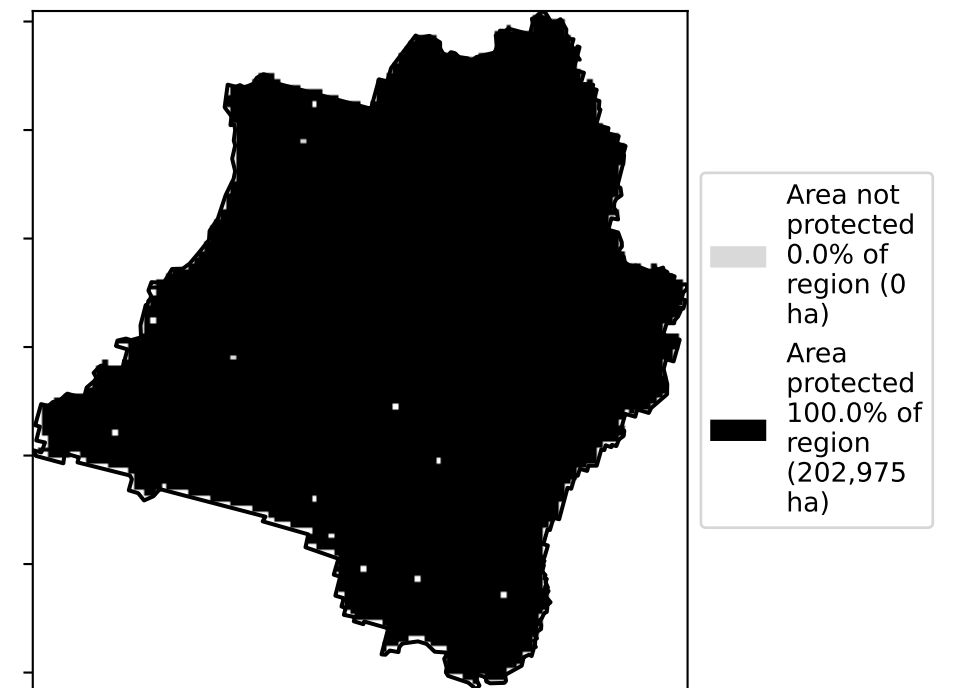 Area not
protected
0.0% of
region (0
ha)
Area
protected
100.0% of
region
(202,975
ha)